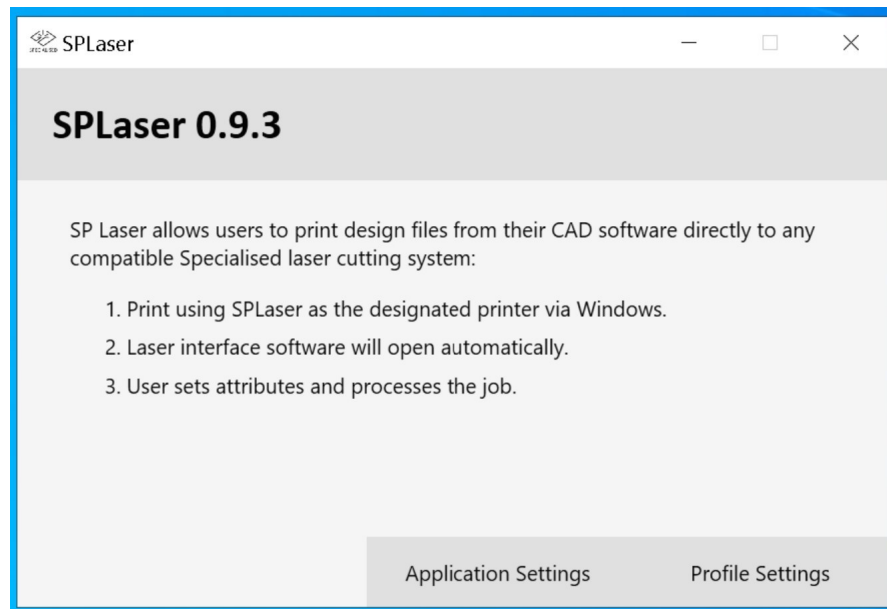 SPLaser
SPLaser 0.9.3
SP Laser allows users to print design files from their CAD software directly to any
compatible Specialised laser cutting system:
1. Print using SPLaser as the designated printer via Windows.
2. Laser interface software will open automatically.
3. User sets attributes and processes the job.
Application Settings Profile Settings